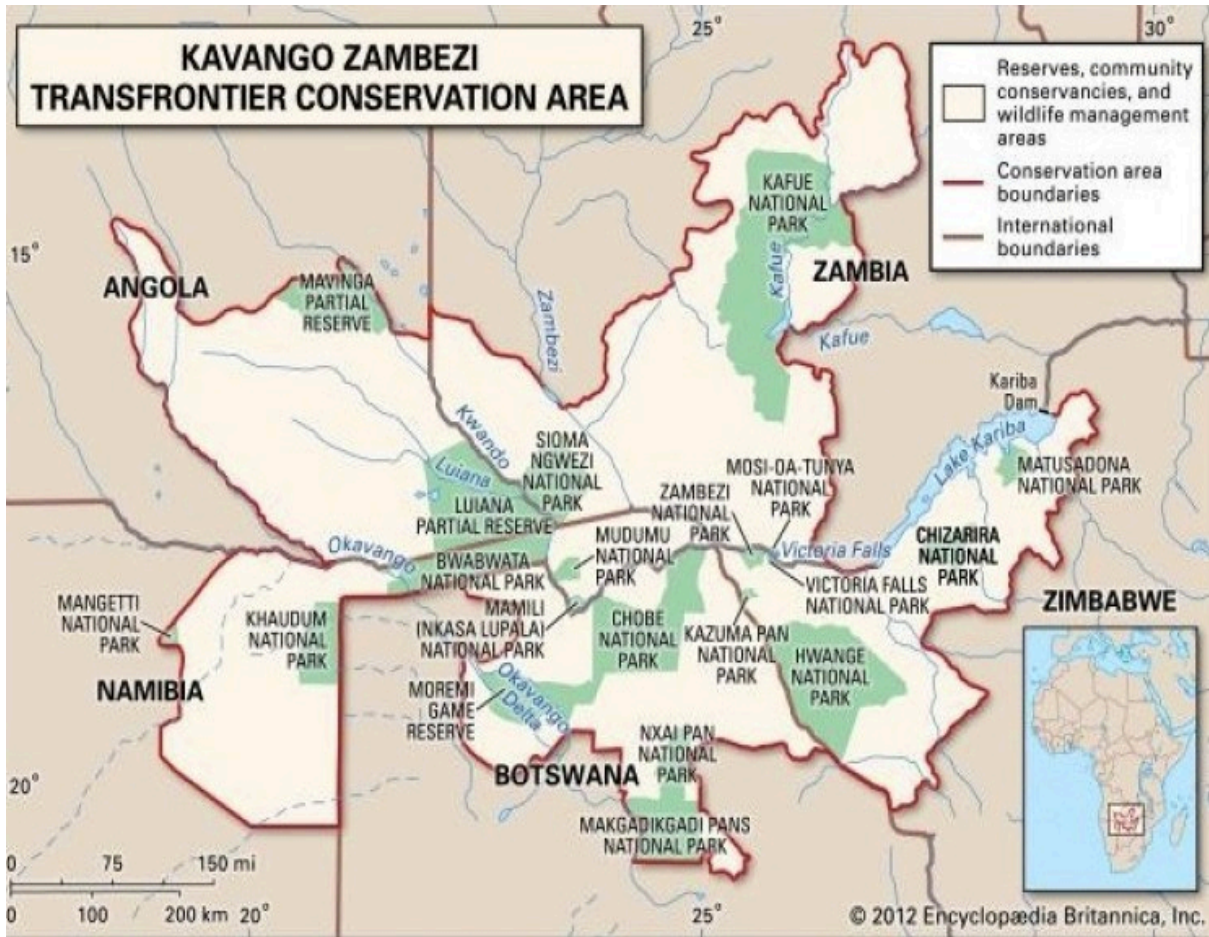 KAVANGO ZAMBEZI
TRANSFRONTIER CONSERVATION AREA
25°
30°
Reserves, community
conservancies, and
wildlife management
areas
Conservation area
boundaries
International
boundaries
15°
ANGOLA
MAVINGA
PARTIAL
RESERVE
Zambezi
KAFUE
NATIONAL
PARK
Kafue
ZAMBIA
Kafue
Kariba
Dam
Lake Kariba
MATUSADONA
NATIONAL PARK
Kwando
SIOMA
NGWEZI
NATIONAL
PARK
Luiana
LUIANA
PARTIAL RESERVE
MOSI-OA-TUNYA
NATIONAL
PARK
ZAMBEZI
NATIONAL
PARK
CHIZARIRA
NATIONAL
PARK
Okavango
BWABWATA
NATIONAL PARK
MUDUMU
NATIONAL
PARK
Victoria Falls
VICTORIA FALLS
NATIONAL PARK
ZIMBABWE
MANGETTI
NATIONAL
PARK
KHAUDUM
NATIONAL
PARK
MAMILI
(NKASA LUPALA)
NATIONAL PARK
CHOBE
NATIONAL
PARK
KAZUMA PAN
NATIONAL
PARK
HWANGE
NATIONAL
PARK
NAMIBIA
MOREMI
GAME
RESERVE
Okavango
Delta
BOTSWANA
NXAI PAN
NATIONAL
PARK
20°
MAKGADIKGADI PANS
NATIONAL PARK
0 75 150 mi
0 100 200 km
20°
25°
© 2012 Encyclopædia Britannica, Inc.